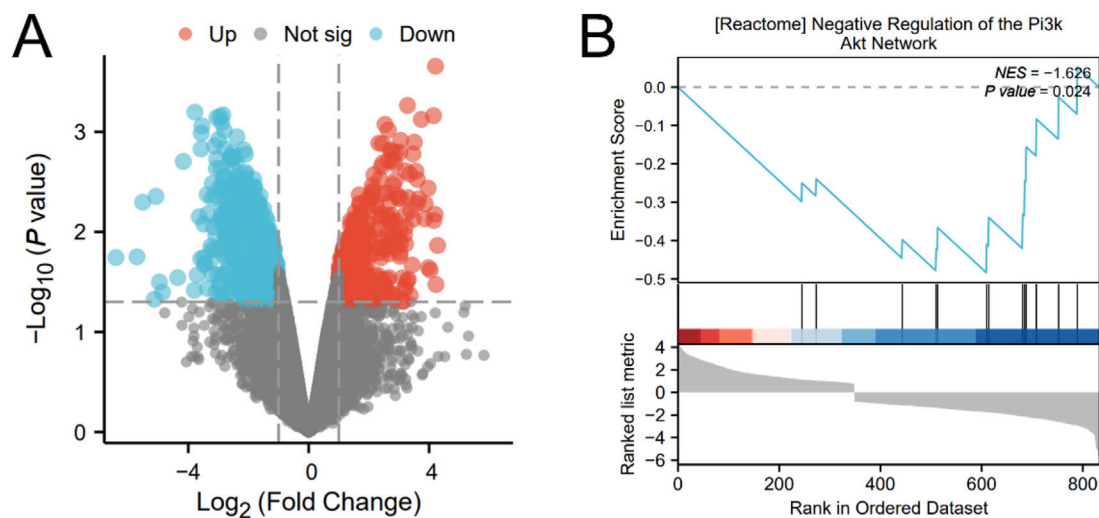 A
Up Not sig Down
−Log10 (P value)
3
2
1
0
−4 0 4
Log2 (Fold Change)
B
[Reactome] Negative Regulation of the Pi3k
Akt Network
NES = −1.626
P value = 0.024
Enrichment Score
0.0
−0.1
−0.2
−0.3
−0.4
−0.5
Ranked list metric
4
2
0
−2
−4
−6
0 200 400 600 800
Rank in Ordered Dataset